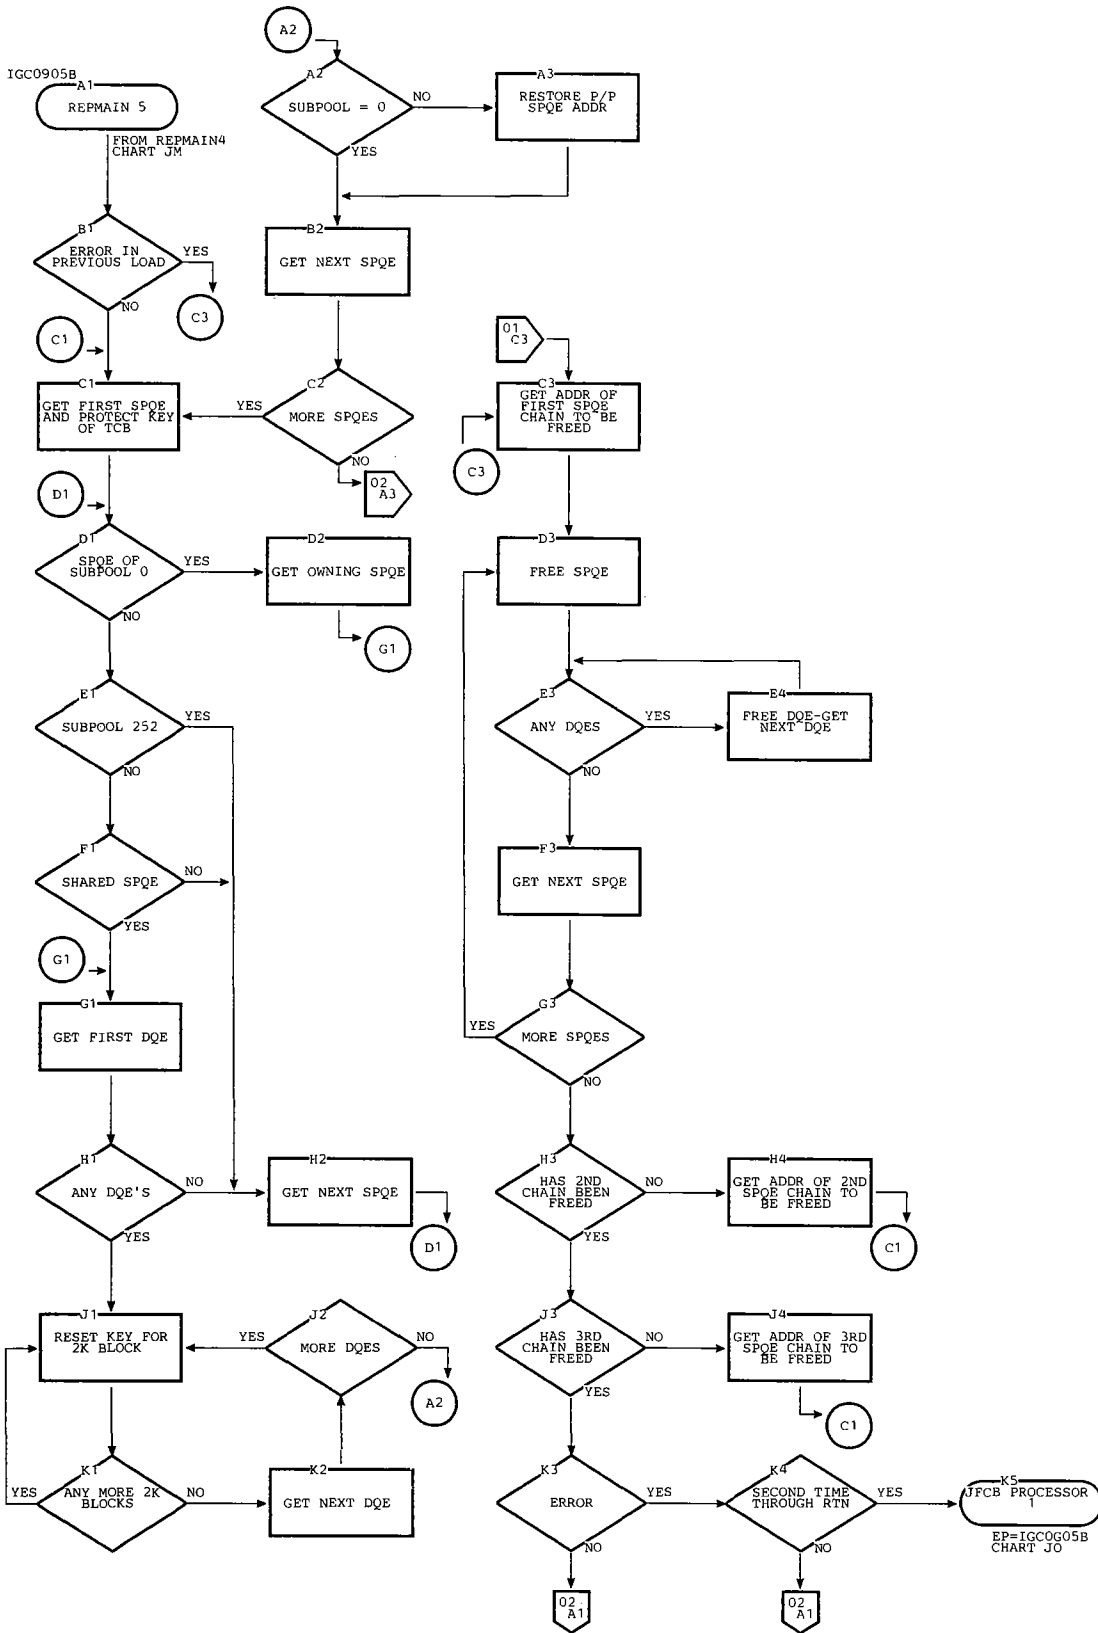 IGC0905B
A1
REPMAIN 5
FROM REPMAIN4
CHART JM
B1
ERROR IN
PREVIOUS LOAD
YES
NO
C3
C1
C1
GET FIRST SPQE
AND PROTECT KEY
OF TCB
D1
D1
SPQE OF
SUBPOOL 0
YES
NO
E1
SUBPOOL 252
YES
NO
F1
SHARED SPQE
NO
YES
G1
G1
GET FIRST DQE
H1
ANY DQE'S
NO
YES
J1
RESET KEY FOR
2K BLOCK
K1
ANY MORE 2K
BLOCKS
YES
NO
A2
A2
SUBPOOL = 0
NO
YES
A3
RESTORE P/P
SPQE ADDR
B2
GET NEXT SPQE
C2
MORE SPQES
YES
NO
02
A3
D2
GET OWNING SPQE
G1
H2
GET NEXT SPQE
D1
J2
MORE DQES
YES
NO
A2
K2
GET NEXT DQE
01
C3
C3
GET ADDR OF
FIRST SPQE
CHAIN TO BE
FREED
C3
D3
FREE SPQE
E3
ANY DQES
YES
NO
E4
FREE DQE-GET
NEXT DQE
F3
GET NEXT SPQE
G3
MORE SPQES
YES
NO
H3
HAS 2ND
CHAIN BEEN
FREED
NO
YES
H4
GET ADDR OF 2ND
SPQE CHAIN TO
BE FREED
C1
J3
HAS 3RD
CHAIN BEEN
FREED
NO
YES
J4
GET ADDR OF 3RD
SPQE CHAIN TO
BE FREED
C1
K3
ERROR
YES
NO
02
A1
K4
SECOND TIME
THROUGH RTN
YES
NO
02
A1
K5
JFCB PROCESSOR
1
EP=IGC0G05B
CHART JO